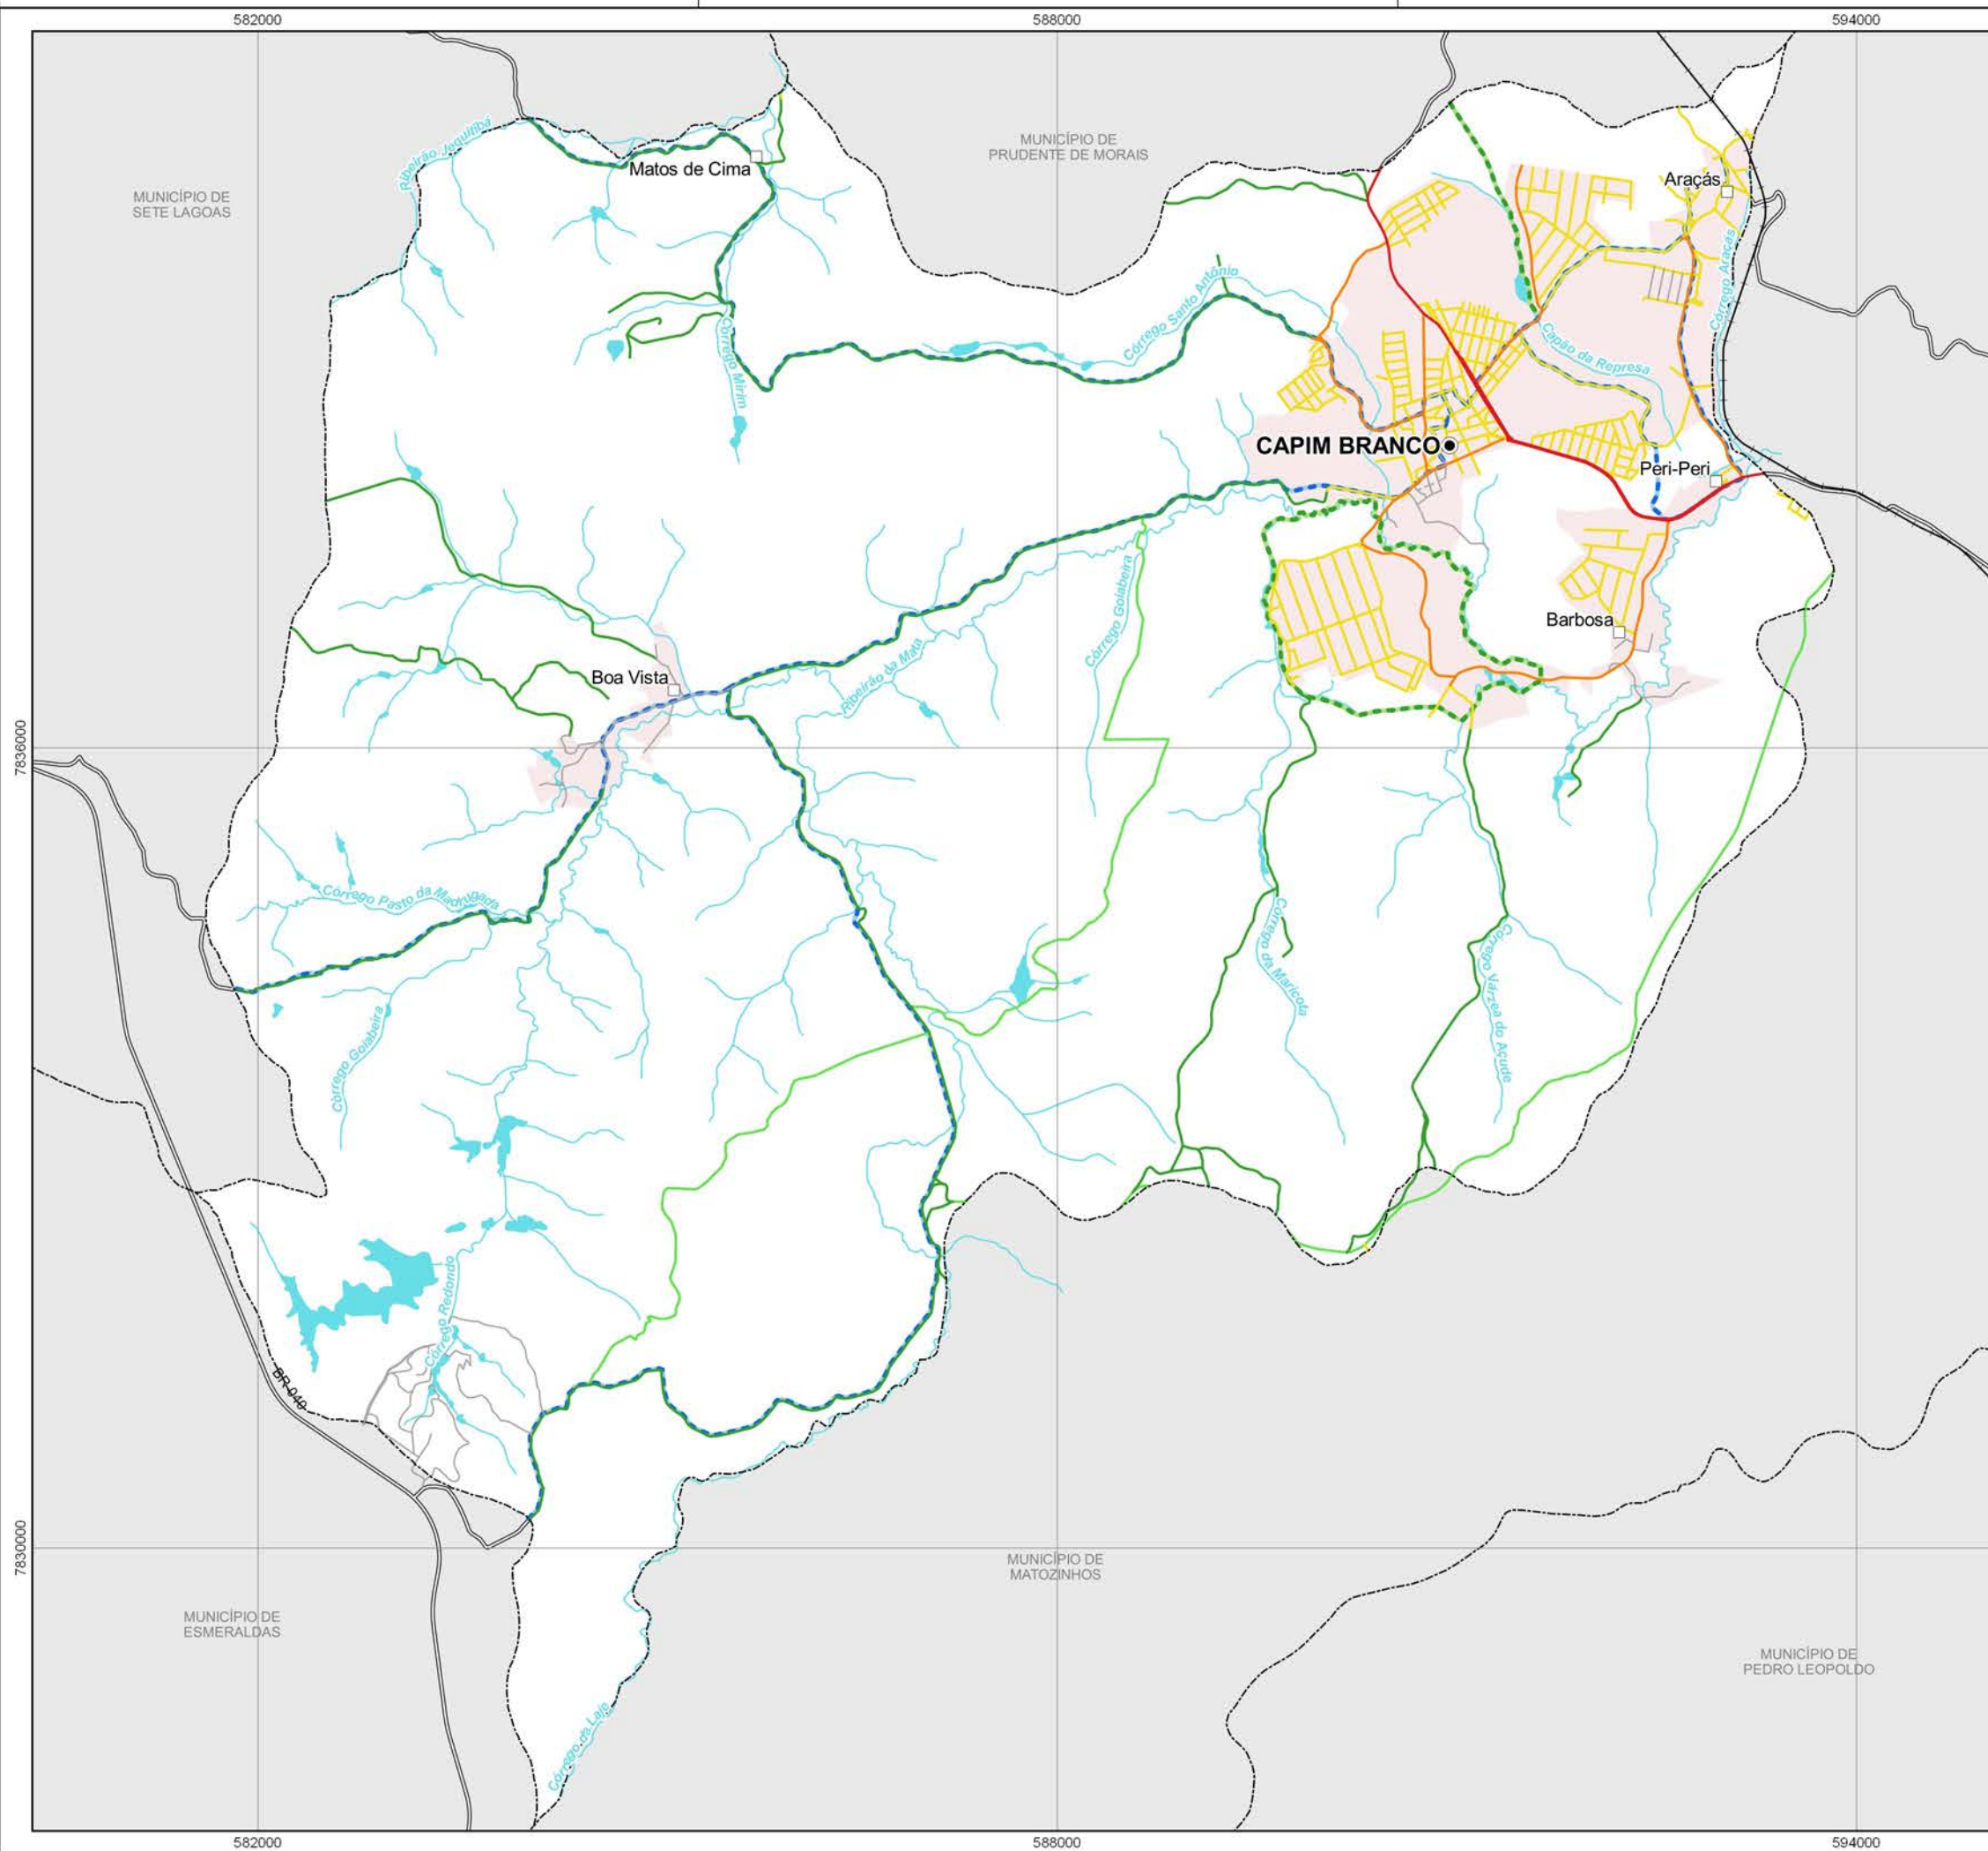 582000
588000
594000
Ribeirão Jequitibá
MUNICÍPIO DE
PRUDENTE DE MORAIS
Matos de Cima
Araçás
MUNICÍPIO DE
SETE LAGOAS
Córrego Araçás
Córrego Santo Antônio
Córrego Mirim
Capão da Represa
CAPIM BRANCO
Peri-Peri
Córrego Goiabeira
Barbosa
Boa Vista
Ribeirão da Mata
7836000
Córrego Pasto da Madrugada
Córrego da Maricota
Córrego Várzea do Açude
Córrego Goiabeira
Córrego Redondo
BR-040
7830000
MUNICÍPIO DE
MATOZINHOS
MUNICÍPIO DE
ESMERALDAS
MUNICÍPIO DE
PEDRO LEOPOLDO
Córrego da Laje
582000
588000
594000